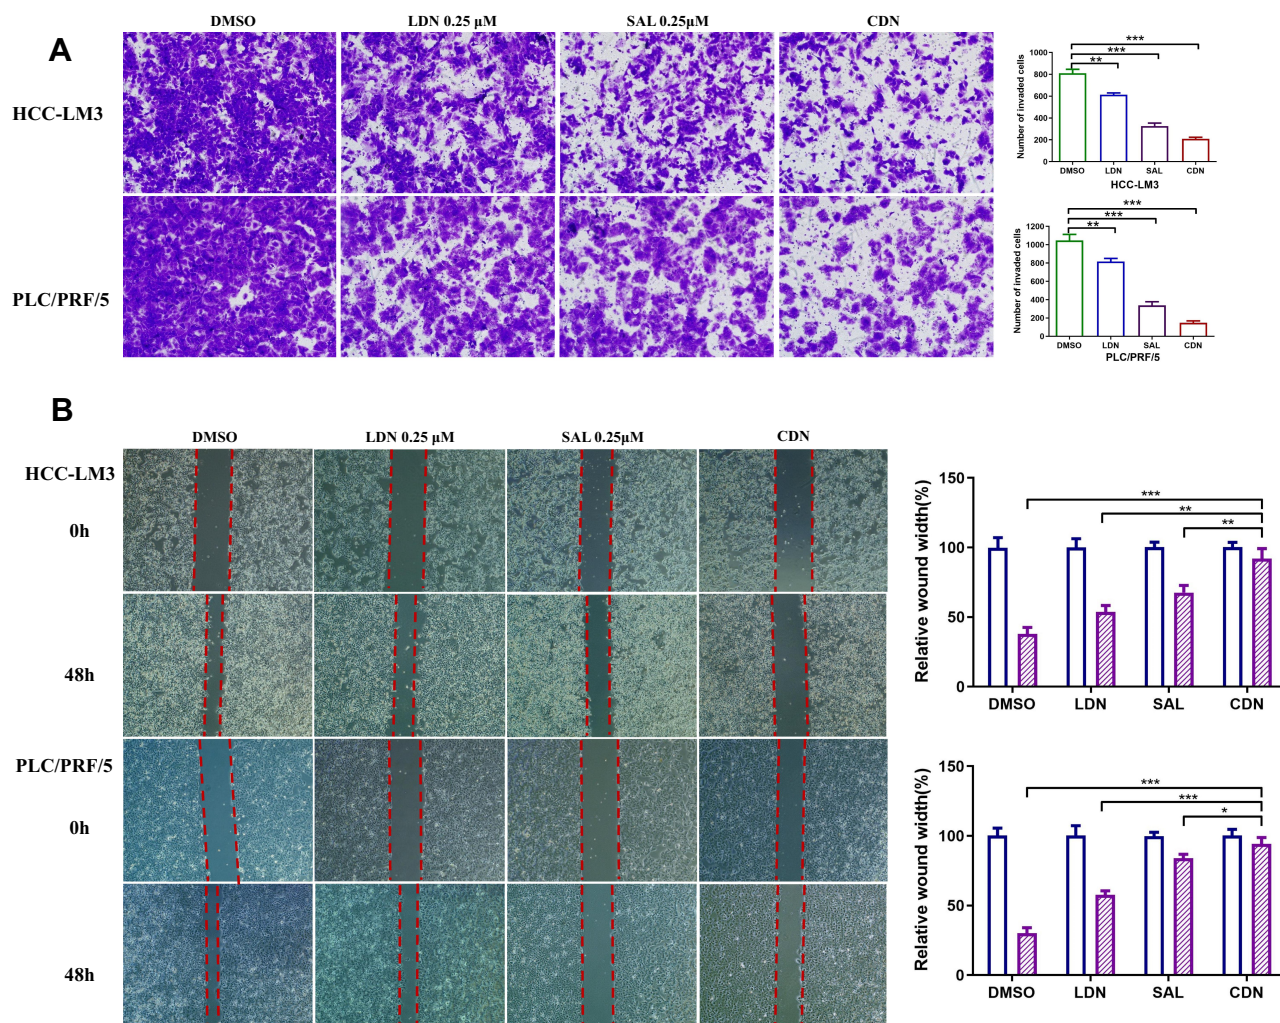 A
DMSO
LDN 0.25 μM
SAL 0.25μM
CDN
HCC-LM3
PLC/PRF/5
Number of invaded cells
1000
800
600
400
200
0
***
***
**
DMSO
LDN
SAL
CDN
HCC-LM3
Number of invaded cells
1200
1000
800
600
400
200
0
***
***
**
DMSO
LDN
SAL
CDN
PLC/PRF/5
B
DMSO
LDN 0.25 μM
SAL 0.25μM
CDN
HCC-LM3
0h
48h
PLC/PRF/5
0h
48h
Relative wound width(%)
150
100
50
0
***
**
**
DMSO
LDN
SAL
CDN
Relative wound width(%)
150
100
50
0
***
***
*
DMSO
LDN
SAL
CDN